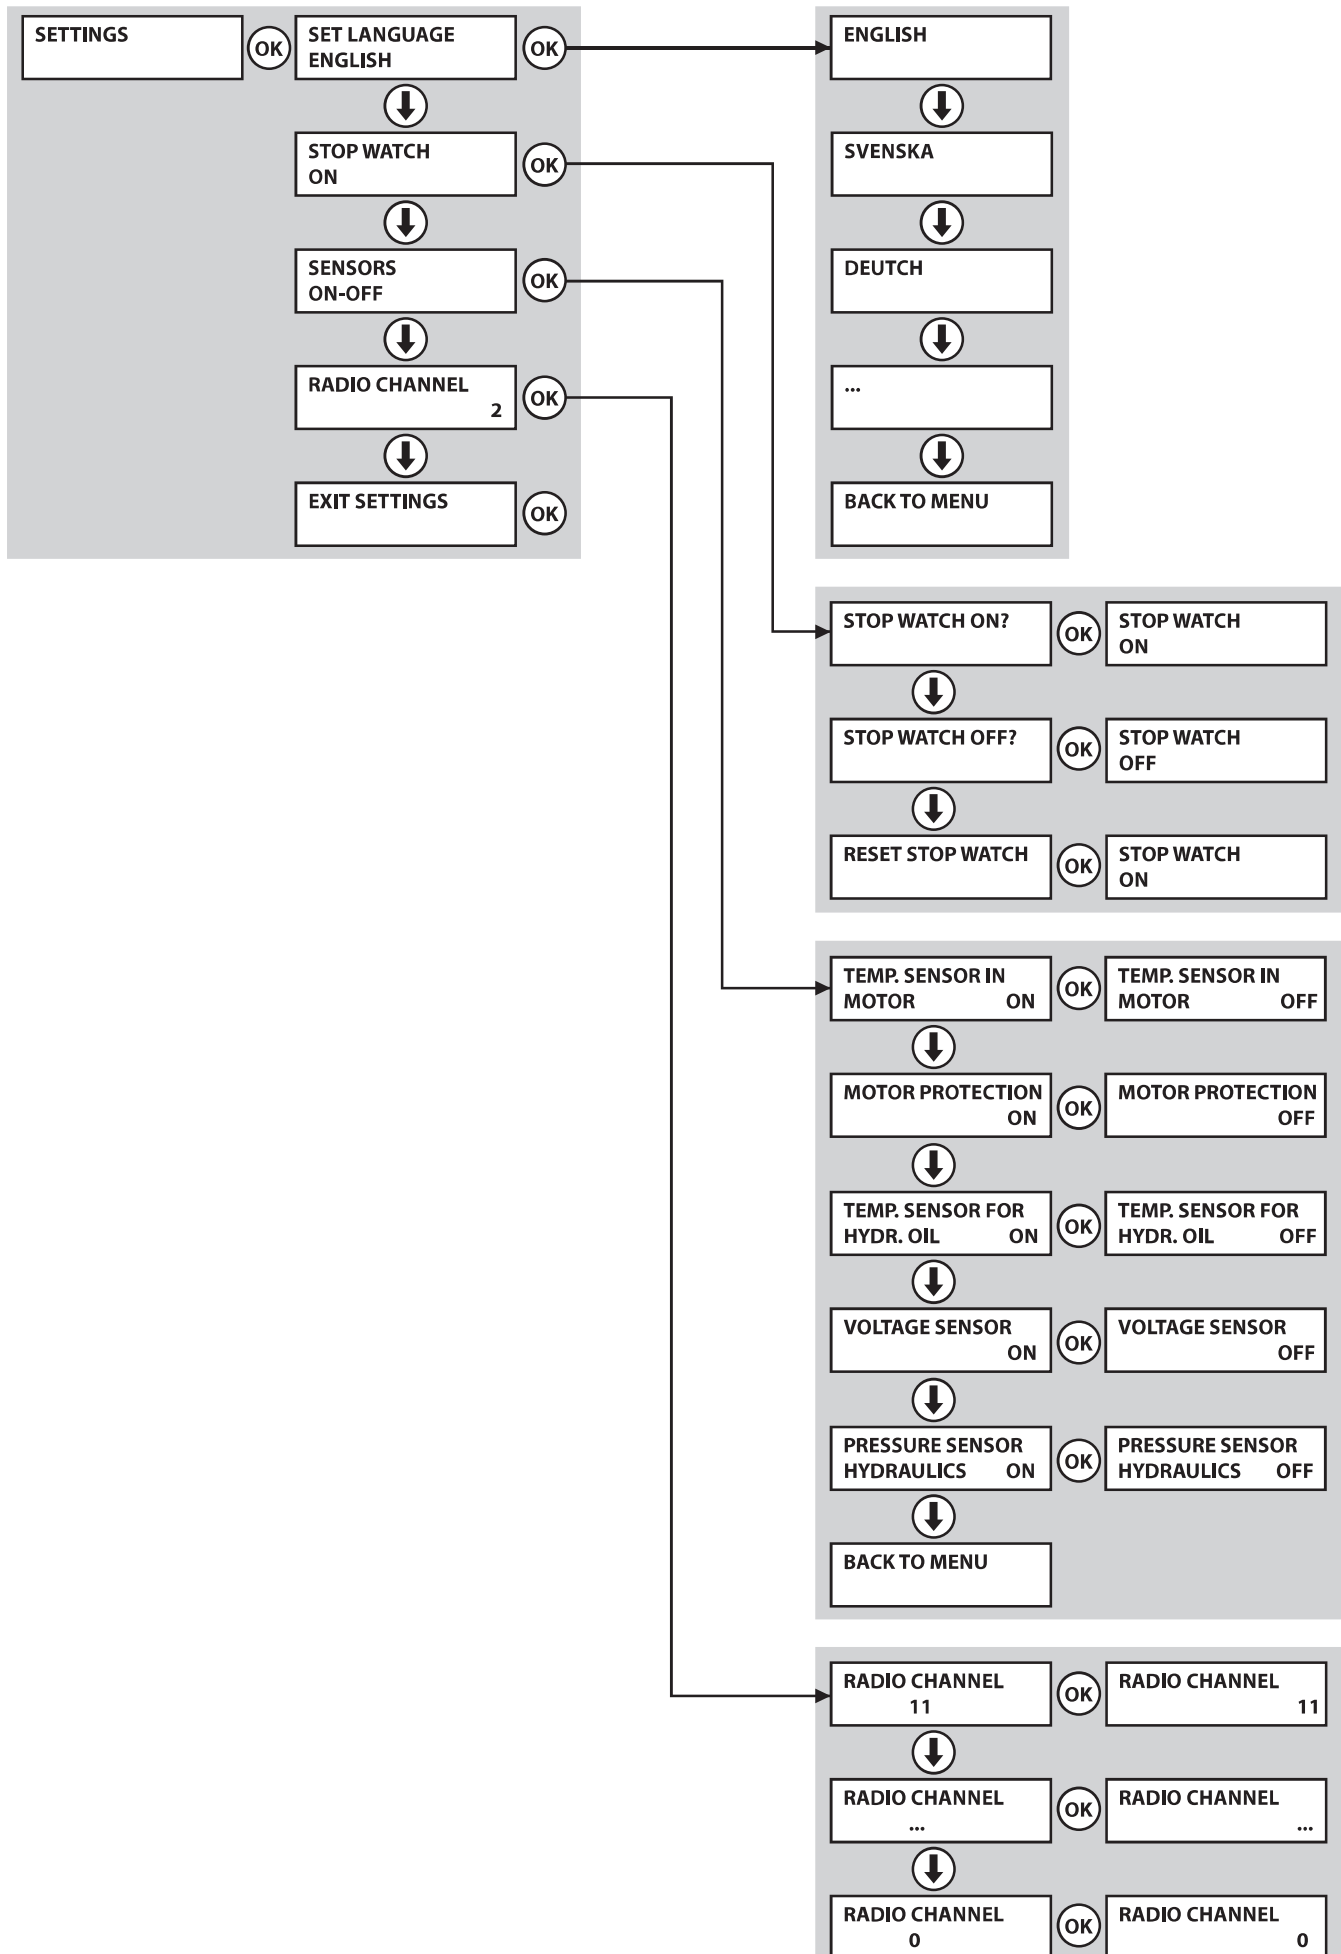 SETTINGS
OK
SET LANGUAGE
ENGLISH
OK
STOP WATCH
ON
OK
SENSORS
ON-OFF
OK
RADIO CHANNEL
2
OK
EXIT SETTINGS
OK
ENGLISH
SVENSKA
DEUTCH
...
BACK TO MENU
STOP WATCH ON?
OK
STOP WATCH
ON
STOP WATCH OFF?
OK
STOP WATCH
OFF
RESET STOP WATCH
OK
STOP WATCH
ON
TEMP. SENSOR IN
MOTOR ON
OK
TEMP. SENSOR IN
MOTOR OFF
MOTOR PROTECTION
ON
OK
MOTOR PROTECTION
OFF
TEMP. SENSOR FOR
HYDR. OIL ON
OK
TEMP. SENSOR FOR
HYDR. OIL OFF
VOLTAGE SENSOR
ON
OK
VOLTAGE SENSOR
OFF
PRESSURE SENSOR
HYDRAULICS ON
OK
PRESSURE SENSOR
HYDRAULICS OFF
BACK TO MENU
RADIO CHANNEL
11
OK
RADIO CHANNEL
11
RADIO CHANNEL
...
OK
RADIO CHANNEL
...
RADIO CHANNEL
0
OK
RADIO CHANNEL
0